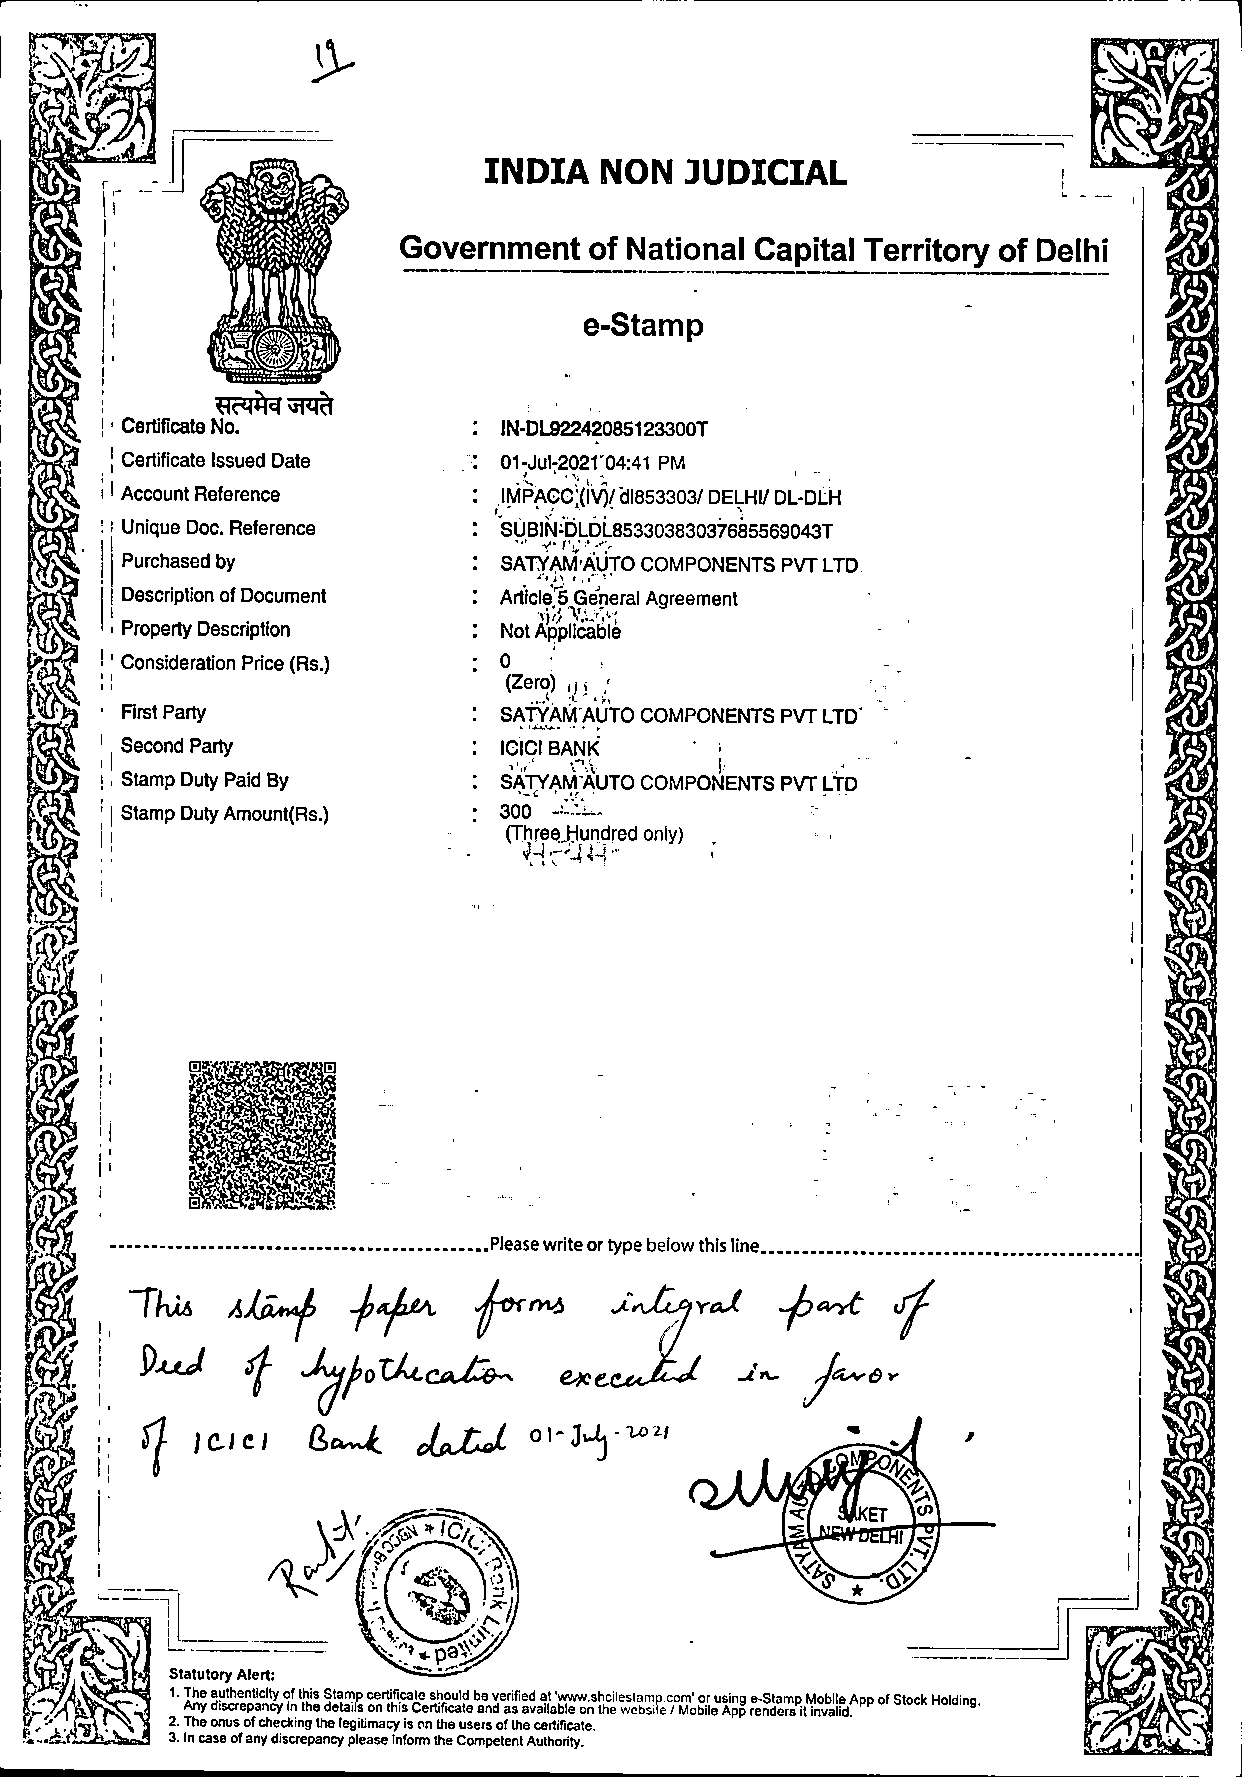 19
INDIA NON JUDICIAL
Government of National Capital Territory of Delhi
e-Stamp
सत्यमेव जयते
Certificate No. : IN-DL92242085123300T
Certificate Issued Date : 01-Jul-2021 04:41 PM
Account Reference : IMPACC (IV)/ dl853303/ DELHI/ DL-DLH
Unique Doc. Reference : SUBIN-DLDL85330383037685569043T
Purchased by : SATYAM AUTO COMPONENTS PVT LTD
Description of Document : Article 5 General Agreement
Property Description : Not Applicable
Consideration Price (Rs.) : 0
(Zero)
First Party : SATYAM AUTO COMPONENTS PVT LTD
Second Party : ICICI BANK
Stamp Duty Paid By : SATYAM AUTO COMPONENTS PVT LTD
Stamp Duty Amount(Rs.) : 300
(Three Hundred only)
Please write or type below this line
This stamp paper forms integral part of
Deed of hypothecation executed in favor
of ICICI Bank dated 01-July-2021
SATYAM AUTO COMPONENTS PVT. LTD.
SAKET
NEW DELHI
ICICI Bank Limited
Statutory Alert:
1. The authenticity of this Stamp certificate should be verified at 'www.shcilestamp.com' or using e-Stamp Mobile App of Stock Holding.
Any discrepancy in the details on this Certificate and as available on the website / Mobile App renders it invalid.
2. The onus of checking the legitimacy is on the users of the certificate.
3. In case of any discrepancy please inform the Competent Authority.